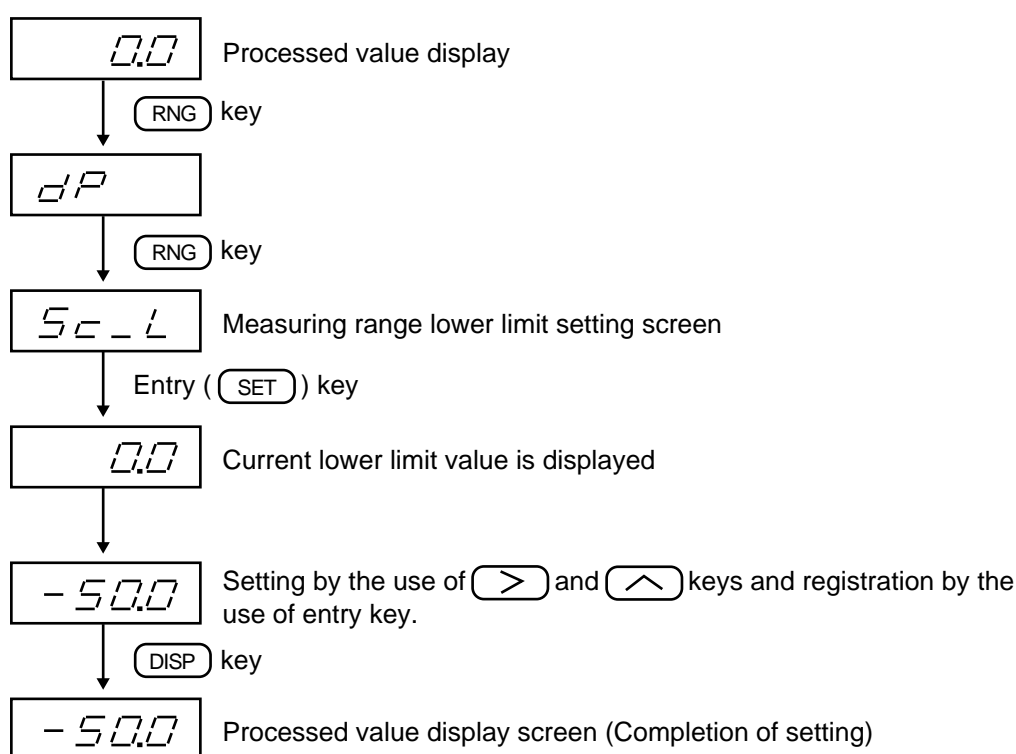 0.0 Processed value display
RNG key
dP
RNG key
Sc_L Measuring range lower limit setting screen
Entry ( SET ) key
0.0 Current lower limit value is displayed
-50.0 Setting by the use of > and ∧ keys and registration by the
use of entry key.
DISP key
-50.0 Processed value display screen (Completion of setting)